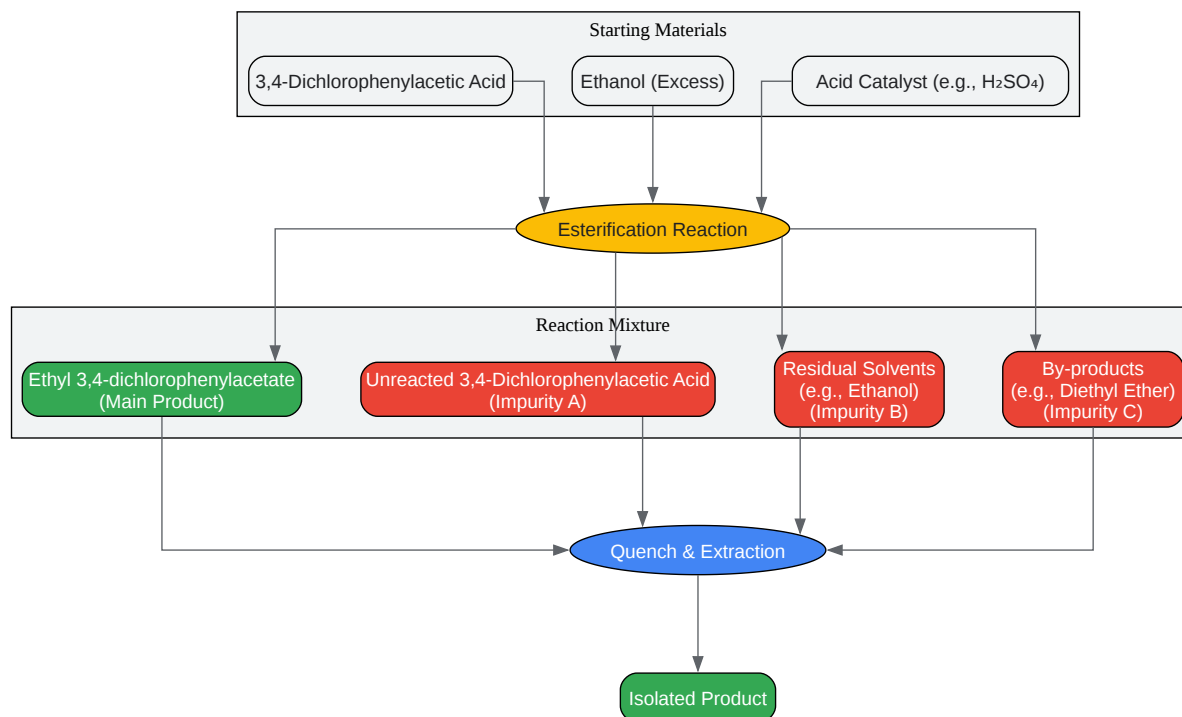 Starting Materials
3,4-Dichlorophenylacetic Acid
Ethanol (Excess)
Acid Catalyst (e.g., H₂SO₄)
Esterification Reaction
Reaction Mixture
Ethyl 3,4-dichlorophenylacetate
(Main Product)
Unreacted 3,4-Dichlorophenylacetic Acid
(Impurity A)
Residual Solvents
(e.g., Ethanol)
(Impurity B)
By-products
(e.g., Diethyl Ether)
(Impurity C)
Quench & Extraction
Isolated Product